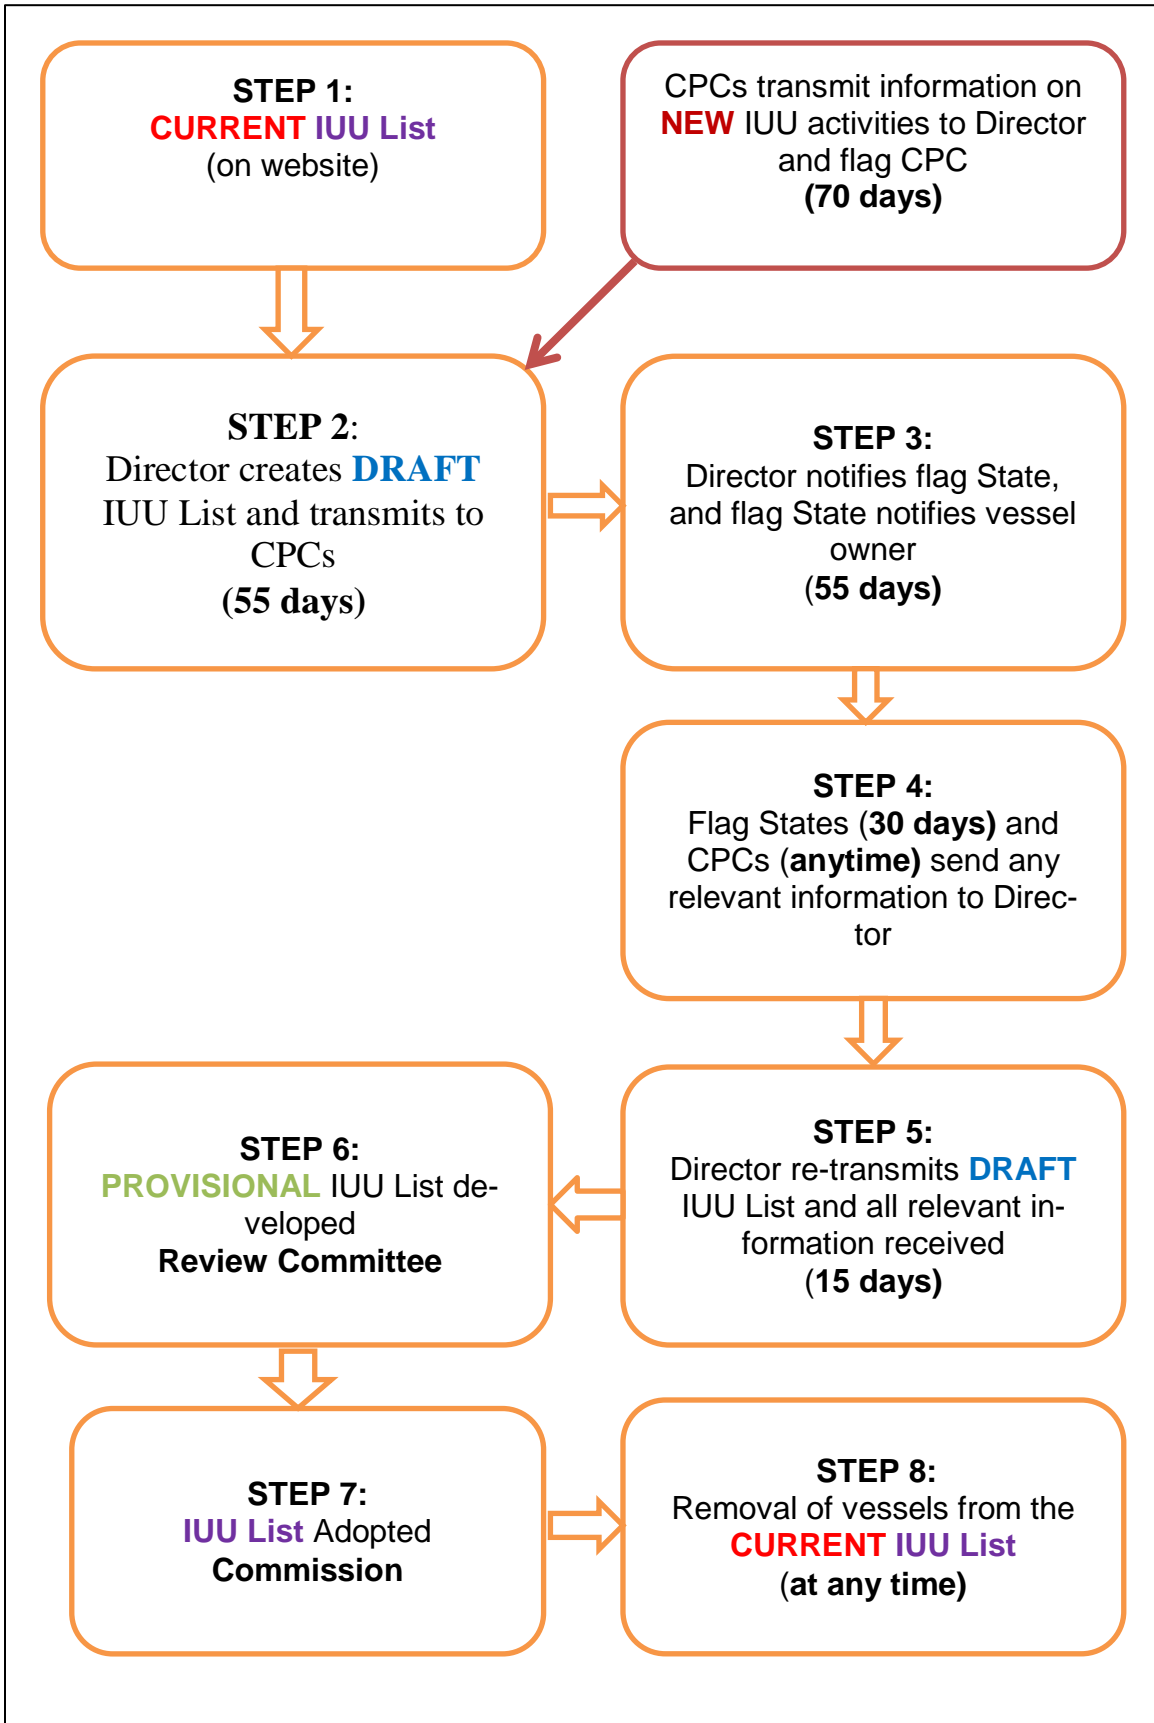 STEP 1:
CURRENT IUU List
(on website)
CPCs transmit information on
NEW IUU activities to Director
and flag CPC
(70 days)
STEP 2:
Director creates DRAFT
IUU List and transmits to
CPCs
(55 days)
STEP 3:
Director notifies flag State,
and flag State notifies vessel
owner
(55 days)
STEP 4:
Flag States (30 days) and
CPCs (anytime) send any
relevant information to Direc-
tor
STEP 5:
Director re-transmits DRAFT
IUU List and all relevant in-
formation received
(15 days)
STEP 6:
PROVISIONAL IUU List de-
veloped
Review Committee
STEP 7:
IUU List Adopted
Commission
STEP 8:
Removal of vessels from the
CURRENT IUU List
(at any time)